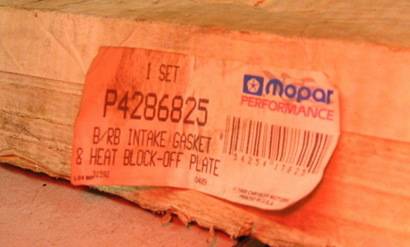 1 SET
P4286825
B/RB INTAKE GASKET
& HEAT BLOCK-OFF PLATE
Mopar
PERFORMANCE